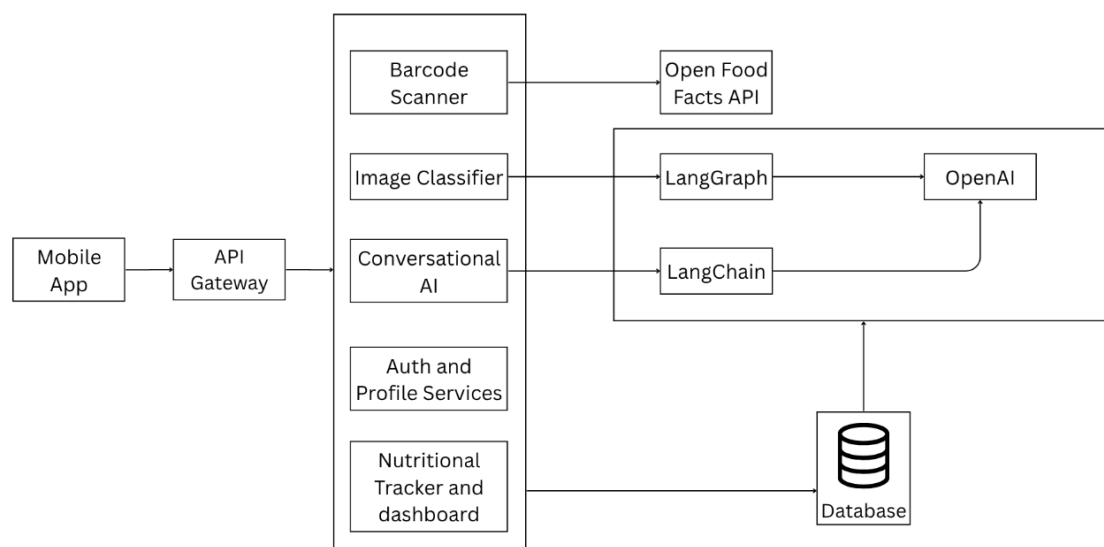 Barcode
Scanner
Open Food
Facts API
Image Classifier
LangGraph
OpenAI
Mobile
App
API
Gateway
Conversational
AI
LangChain
Auth and
Profile Services
Nutritional
Tracker and
dashboard
Database